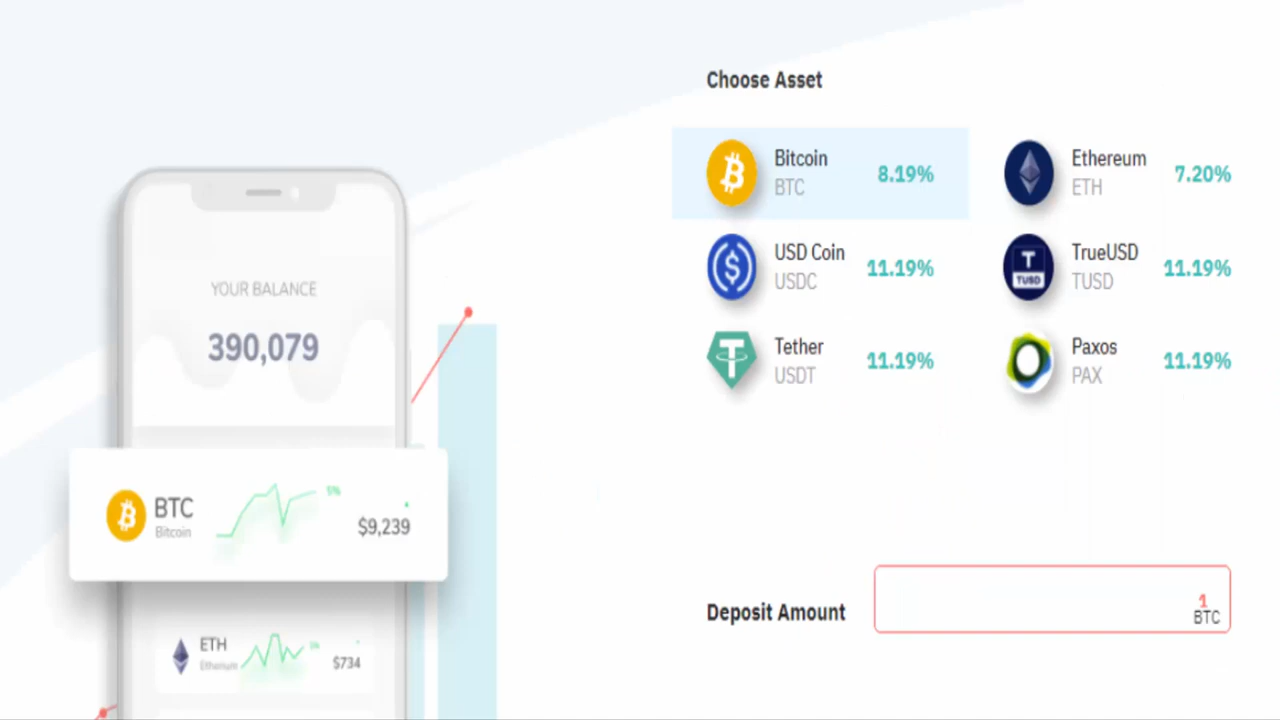 Choose Asset
Bitcoin
BTC
8.19%
Ethereum
ETH
7.20%
USD Coin
USDC
11.19%
TrueUSD
TUSD
11.19%
T
TUSD
Tether
USDT
11.19%
Paxos
PAX
11.19%
Deposit Amount
1
BTC
YOUR BALANCE
390,079
BTC
Bitcoin
$9,239
ETH
Ethereum
$734